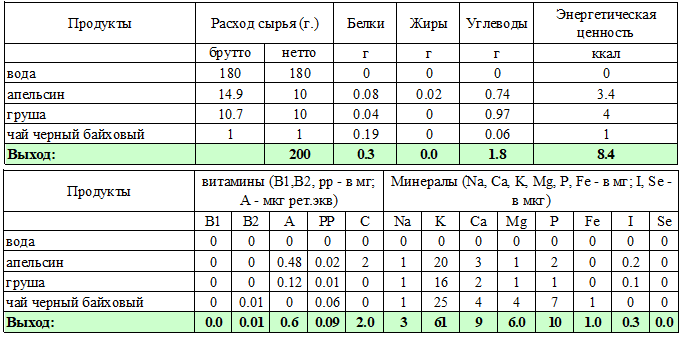 Продукты Расход сырья (г.) Белки Жиры Углеводы Энергетическая ценность
брутто нетто г г г ккал
вода 180 180 0 0 0 0
апельсин 14.9 10 0.08 0.02 0.74 3.4
груша 10.7 10 0.04 0 0.97 4
чай черный байховый 1 1 0.19 0 0.06 1
Выход: 200 0.3 0.0 1.8 8.4
Продукты витамины (В1,В2, рр - в мг; А - мкг рет.экв) Минералы (Na, Ca, K, Mg, P, Fe - в мг; I, Se - в мкг)
B1 B2 A PP C Na K Ca Mg P Fe I Se
вода 0 0 0 0 0 0 0 0 0 0 0 0 0
апельсин 0 0 0.48 0.02 2 1 20 3 1 2 0 0.2 0
груша 0 0 0.12 0.01 0 1 16 2 1 1 0 0.1 0
чай черный байховый 0 0.01 0 0.06 0 1 25 4 4 7 1 0 0
Выход: 0.0 0.01 0.6 0.09 2.0 3 61 9 6.0 10 1.0 0.3 0.0